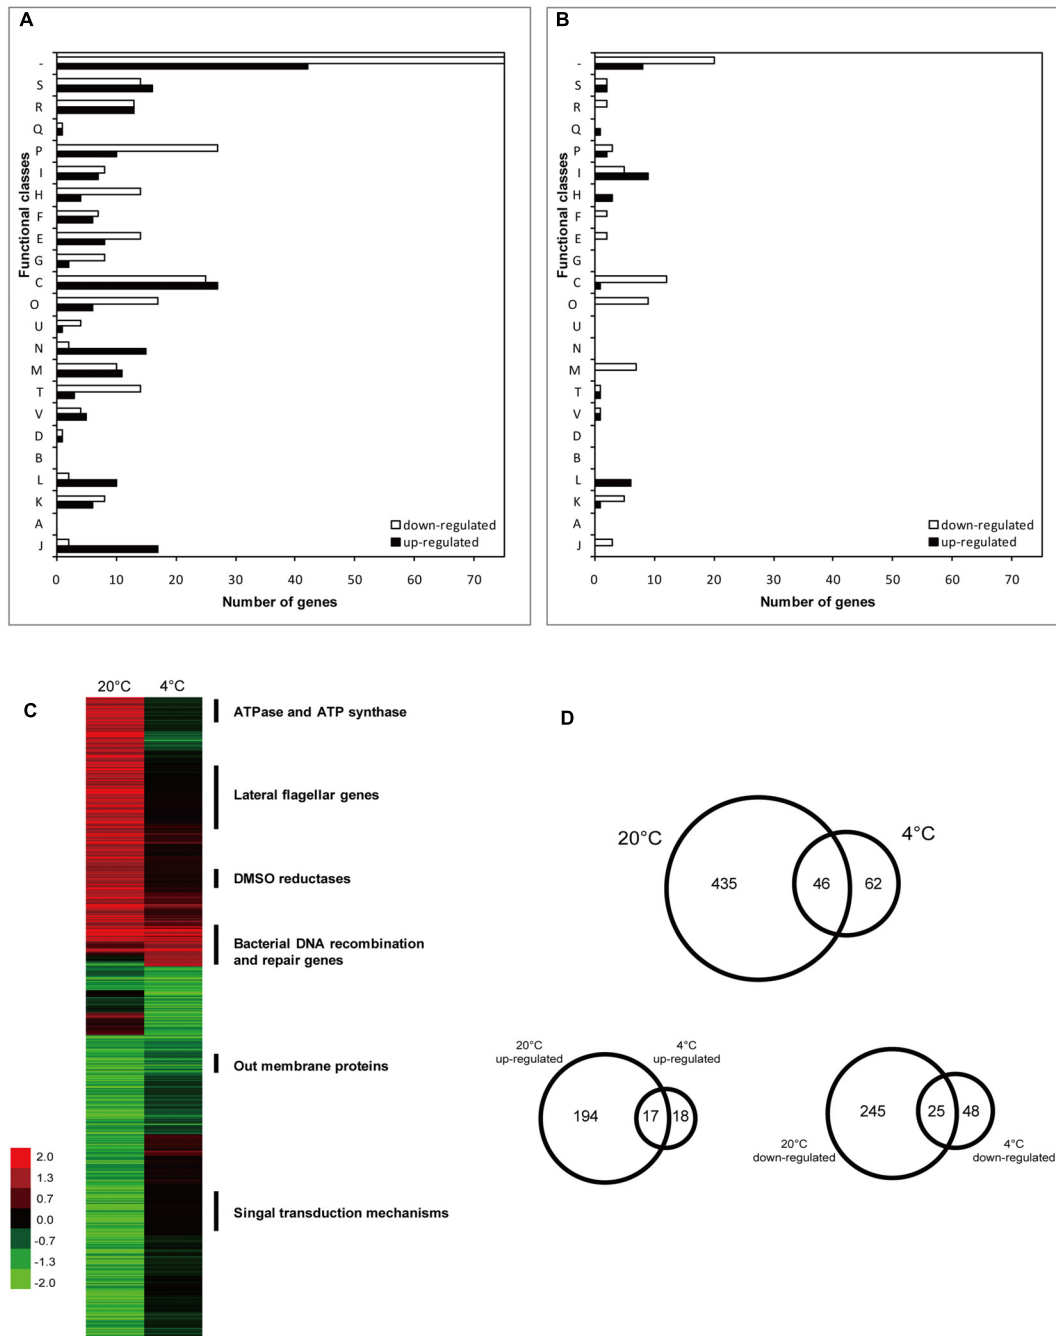 A
Functional classes
-
S
R
Q
P
I
H
F
E
G
C
O
U
N
M
T
V
D
B
L
K
A
J
down-regulated
up-regulated
0 10 20 30 40 50 60 70
Number of genes
B
Functional classes
-
S
R
Q
P
I
H
F
E
G
C
O
U
N
M
T
V
D
B
L
K
A
J
down-regulated
up-regulated
0 10 20 30 40 50 60 70
Number of genes
C
20°C 4°C
ATPase and ATP synthase
Lateral flagellar genes
DMSO reductases
Bacterial DNA recombination
and repair genes
Out membrane proteins
Singal transduction mechanisms
2.0
1.3
0.7
0.0
-0.7
-1.3
-2.0
D
20°C
4°C
435
46
62
20°C
up-regulated
4°C
up-regulated
194
17
18
245
25
48
20°C
down-regulated
4°C
down-regulated